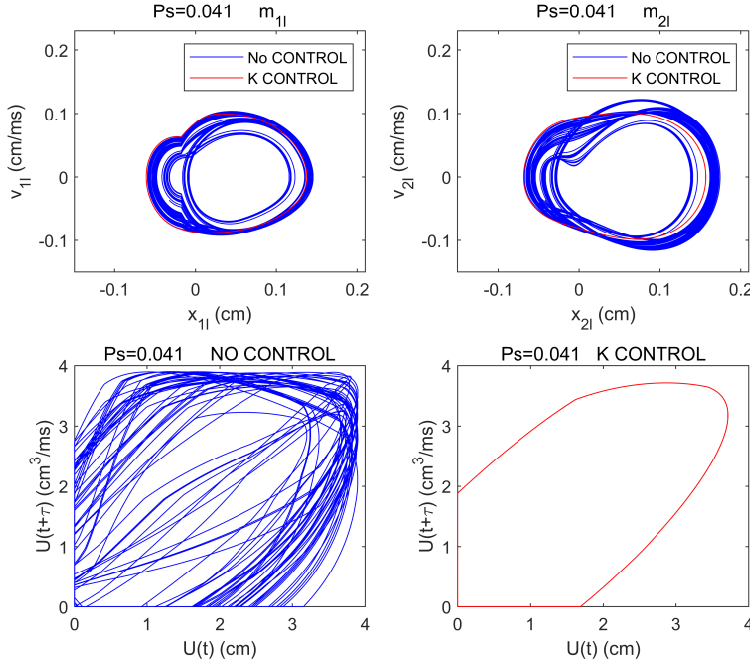 Ps=0.041 m1l
No CONTROL
K CONTROL
0.2
0.1
0
-0.1
v1l (cm/ms)
-0.1 0 0.1 0.2
x1l (cm)
Ps=0.041 m2l
No CONTROL
K CONTROL
0.2
0.1
0
-0.1
v2l (cm/ms)
-0.1 0 0.1 0.2
x2l (cm)
Ps=0.041 NO CONTROL
4
3
2
1
0
U(t+τ) (cm³/ms)
0 1 2 3 4
U(t) (cm)
Ps=0.041 K CONTROL
4
3
2
1
0
U(t+τ) (cm³/ms)
0 1 2 3 4
U(t) (cm)